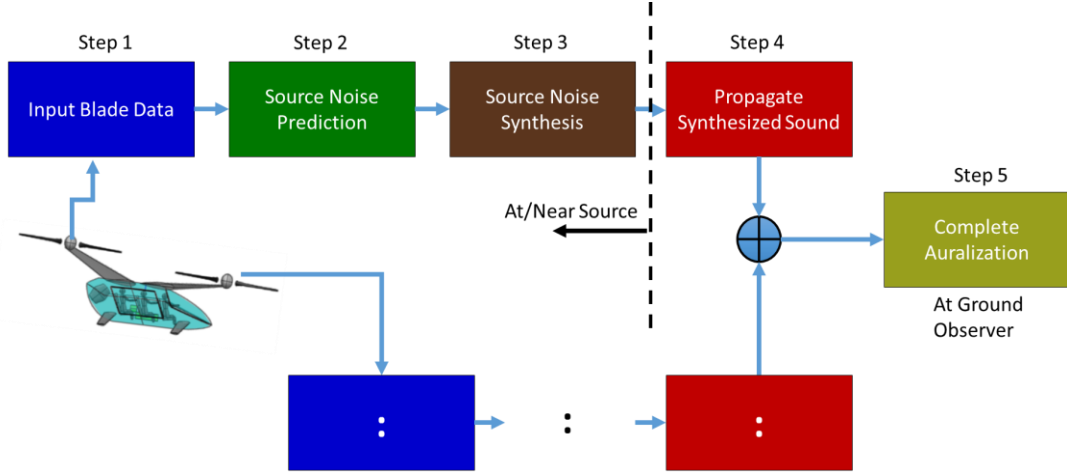 Step 1
Step 2
Step 3
Step 4
Input Blade Data
Source Noise
Prediction
Source Noise
Synthesis
Propagate
Synthesized Sound
Step 5
At/Near Source
Complete
Auralization
At Ground
Observer
:
:
: